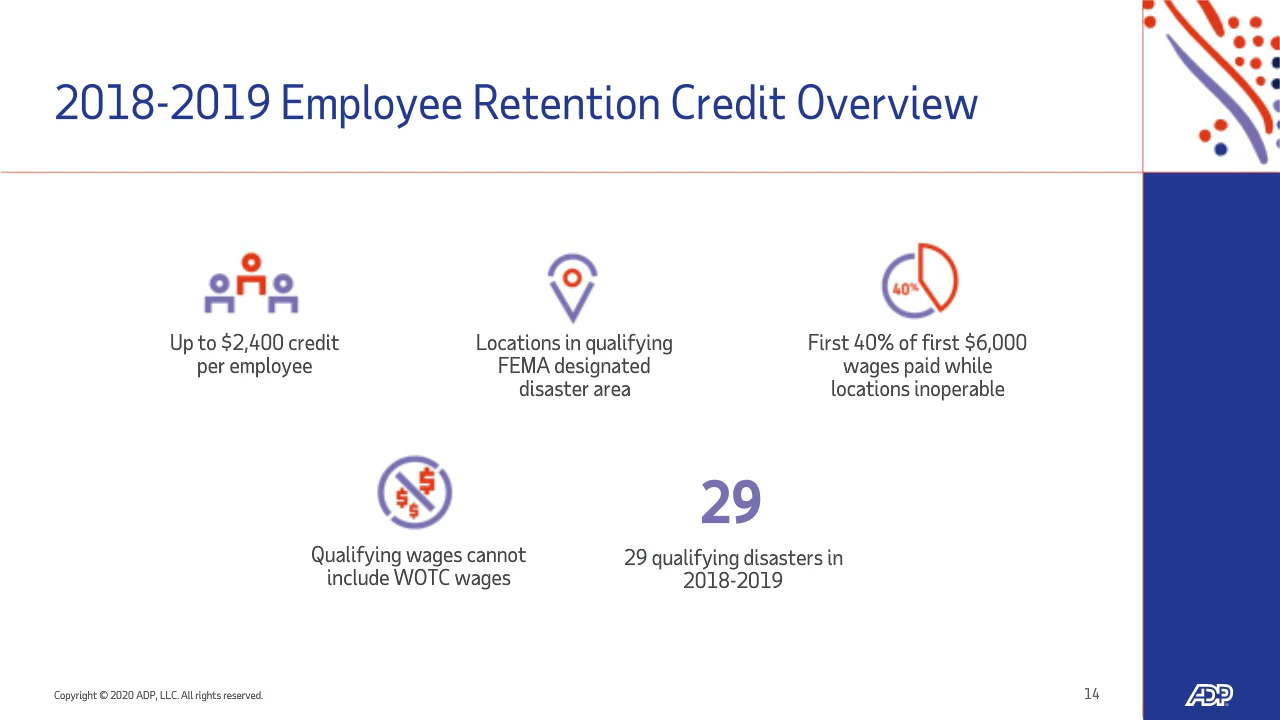 2018-2019 Employee Retention Credit Overview
Up to $2,400 credit
per employee
Locations in qualifying
FEMA designated
disaster area
40%
First 40% of first $6,000
wages paid while
locations inoperable
$
$
$
Qualifying wages cannot
include WOTC wages
29
29 qualifying disasters in
2018-2019
Copyright © 2020 ADP, LLC. All rights reserved.
14
ADP